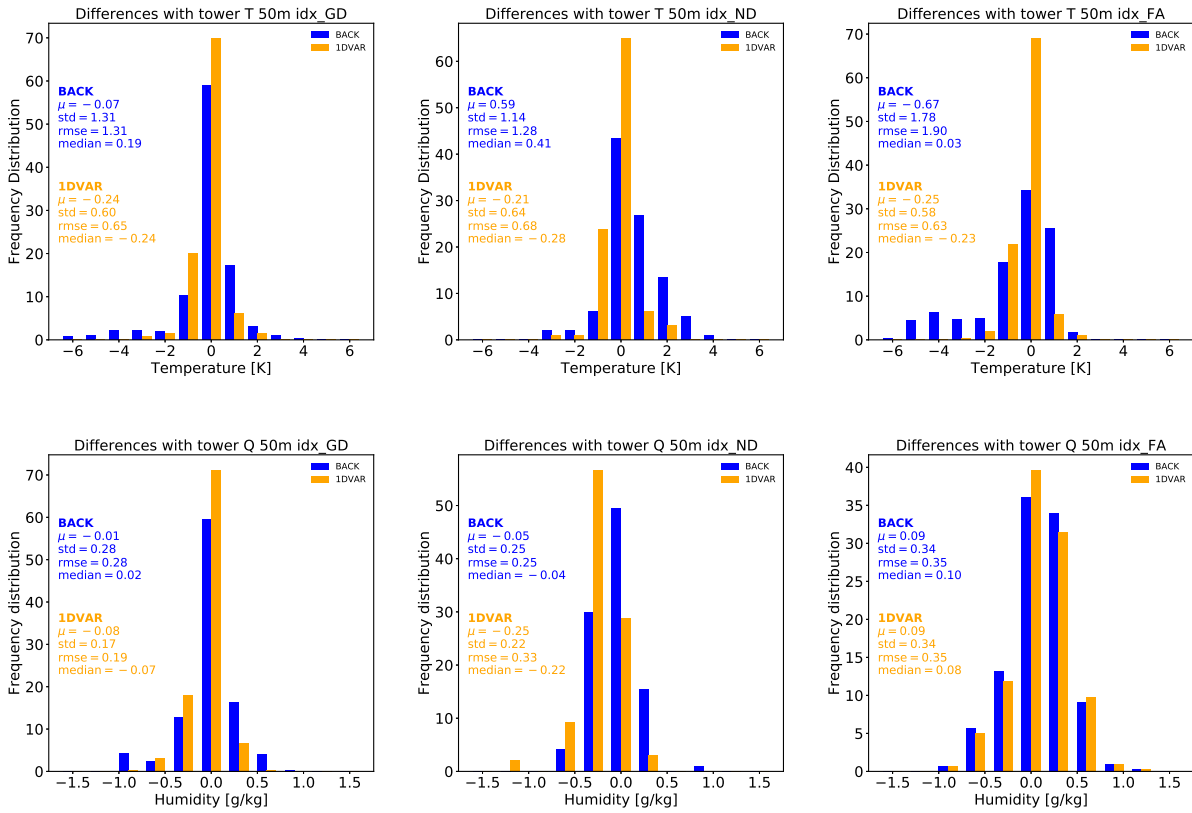 Differences with tower T 50m idx_GD
BACK
1DVAR
70
60
50
40
30
20
10
0
Frequency Distribution
BACK
μ = −0.07
std = 1.31
rmse = 1.31
median = 0.19
1DVAR
μ = −0.24
std = 0.60
rmse = 0.65
median = −0.24
−6 −4 −2 0 2 4 6
Temperature [K]
Differences with tower T 50m idx_ND
BACK
1DVAR
60
50
40
30
20
10
0
Frequency Distribution
BACK
μ = 0.59
std = 1.14
rmse = 1.28
median = 0.41
1DVAR
μ = −0.21
std = 0.64
rmse = 0.68
median = −0.28
−6 −4 −2 0 2 4 6
Temperature [K]
Differences with tower T 50m idx_FA
BACK
1DVAR
70
60
50
40
30
20
10
0
Frequency Distribution
BACK
μ = −0.67
std = 1.78
rmse = 1.90
median = 0.03
1DVAR
μ = −0.25
std = 0.58
rmse = 0.63
median = −0.23
−6 −4 −2 0 2 4 6
Temperature [K]
Differences with tower Q 50m idx_GD
BACK
1DVAR
70
60
50
40
30
20
10
0
Frequency distribution
BACK
μ = −0.01
std = 0.28
rmse = 0.28
median = 0.02
1DVAR
μ = −0.08
std = 0.17
rmse = 0.19
median = −0.07
−1.5 −1.0 −0.5 0.0 0.5 1.0 1.5
Humidity [g/kg]
Differences with tower Q 50m idx_ND
BACK
1DVAR
50
40
30
20
10
0
Frequency distribution
BACK
μ = −0.05
std = 0.25
rmse = 0.25
median = −0.04
1DVAR
μ = −0.25
std = 0.22
rmse = 0.33
median = −0.22
−1.5 −1.0 −0.5 0.0 0.5 1.0 1.5
Humidity [g/kg]
Differences with tower Q 50m idx_FA
BACK
1DVAR
40
35
30
25
20
15
10
5
0
Frequency distribution
BACK
μ = 0.09
std = 0.34
rmse = 0.35
median = 0.10
1DVAR
μ = 0.09
std = 0.34
rmse = 0.35
median = 0.08
−1.5 −1.0 −0.5 0.0 0.5 1.0 1.5
Humidity [g/kg]